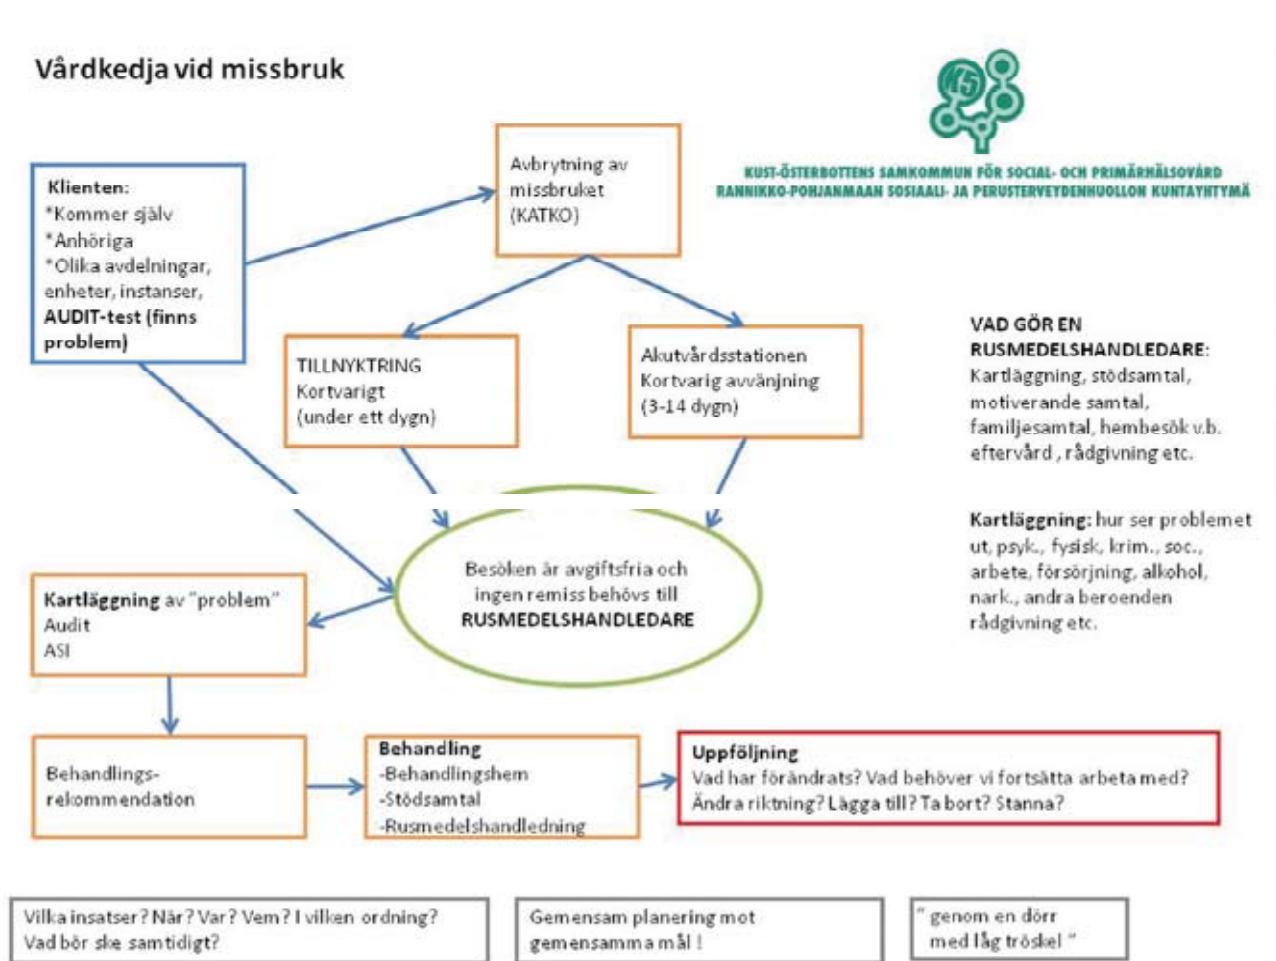 Vårdkedja vid missbruk
K5
KUST-ÖSTERBOTTENS SAMKOMMUN FÖR SOCIAL- OCH PRIMÄRHÄLSOVÅRD
RANNIKKO-POHJANMAAN SOSIAALI- JA PERUSTERVEYDENHUOLLON KUNTAYHTYMÄ
Klienten:
*Kommer själv
*Anhöriga
*Olika avdelningar,
enheter, instanser,
AUDIT-test (finns
problem)
Avbrytning av
missbruket
(KATKO)
TILLNYKTRING
Kortvarigt
(under ett dygn)
Akutvårdsstationen
Kortvarig avvänjning
(3-14 dygn)
VAD GÖR EN
RUSMEDELSHANDLEDARE:
Kartläggning, stödsamtal,
motiverande samtal,
familjesamtal, hembesök v.b.
eftervård , rådgivning etc.
Kartläggning: hur ser problemet
ut, psyk., fysisk, krim., soc.,
arbete, försörjning, alkohol,
nark., andra beroenden
rådgivning etc.
Besöken är avgiftsfria och
ingen remiss behövs till
RUSMEDELSHANDLEDARE
Kartläggning av "problem"
Audit
ASI
Behandlings-
rekommendation
Behandling
-Behandlingshem
-Stödsamtal
-Rusmedelshandledning
Uppföljning
Vad har förändrats? Vad behöver vi fortsätta arbeta med?
Ändra riktning? Lägga till? Ta bort? Stanna?
Vilka insatser? När? Var? Vem? I vilken ordning?
Vad bör ske samtidigt?
Gemensam planering mot
gemensamma mål !
" genom en dörr
med låg tröskel "